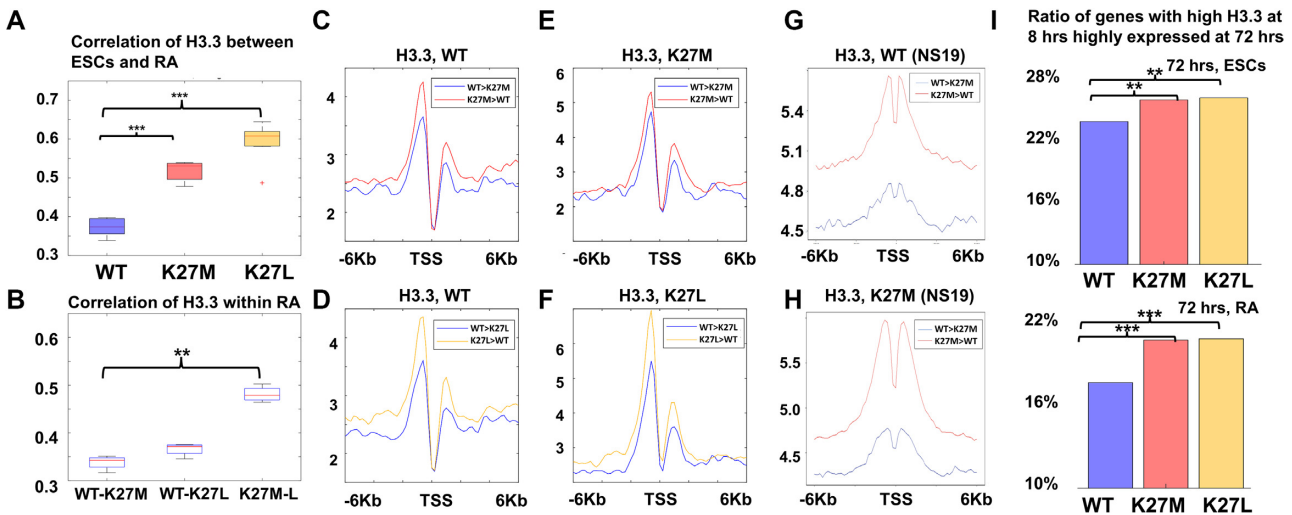 A
Correlation of H3.3 between
ESCs and RA
0.7
0.6
0.5
0.4
0.3
***
***
WT
K27M
K27L
B
Correlation of H3.3 within RA
0.6
0.5
0.4
0.3
**
WT-K27M
WT-K27L
K27M-L
C
H3.3, WT
WT>K27M
K27M>WT
4
3
2
-6Kb
TSS
6Kb
D
H3.3, WT
WT>K27L
K27L>WT
4
3
2
-6Kb
TSS
6Kb
E
H3.3, K27M
WT>K27M
K27M>WT
6
5
4
3
2
-6Kb
TSS
6Kb
F
H3.3, K27L
WT>K27L
K27L>WT
7
6
5
4
3
-6Kb
TSS
6Kb
G
H3.3, WT (NS19)
WT>K27M
K27M>WT
5.4
5.1
4.8
4.5
-6Kb
TSS
6Kb
H
H3.3, K27M (NS19)
WT>K27M
K27M>WT
5.5
5.0
4.5
-6Kb
TSS
6Kb
I
Ratio of genes with high H3.3 at
8 hrs highly expressed at 72 hrs
28%
22%
16%
10%
72 hrs, ESCs
**
**
WT
K27M
K27L
22%
16%
10%
72 hrs, RA
***
***
WT
K27M
K27L